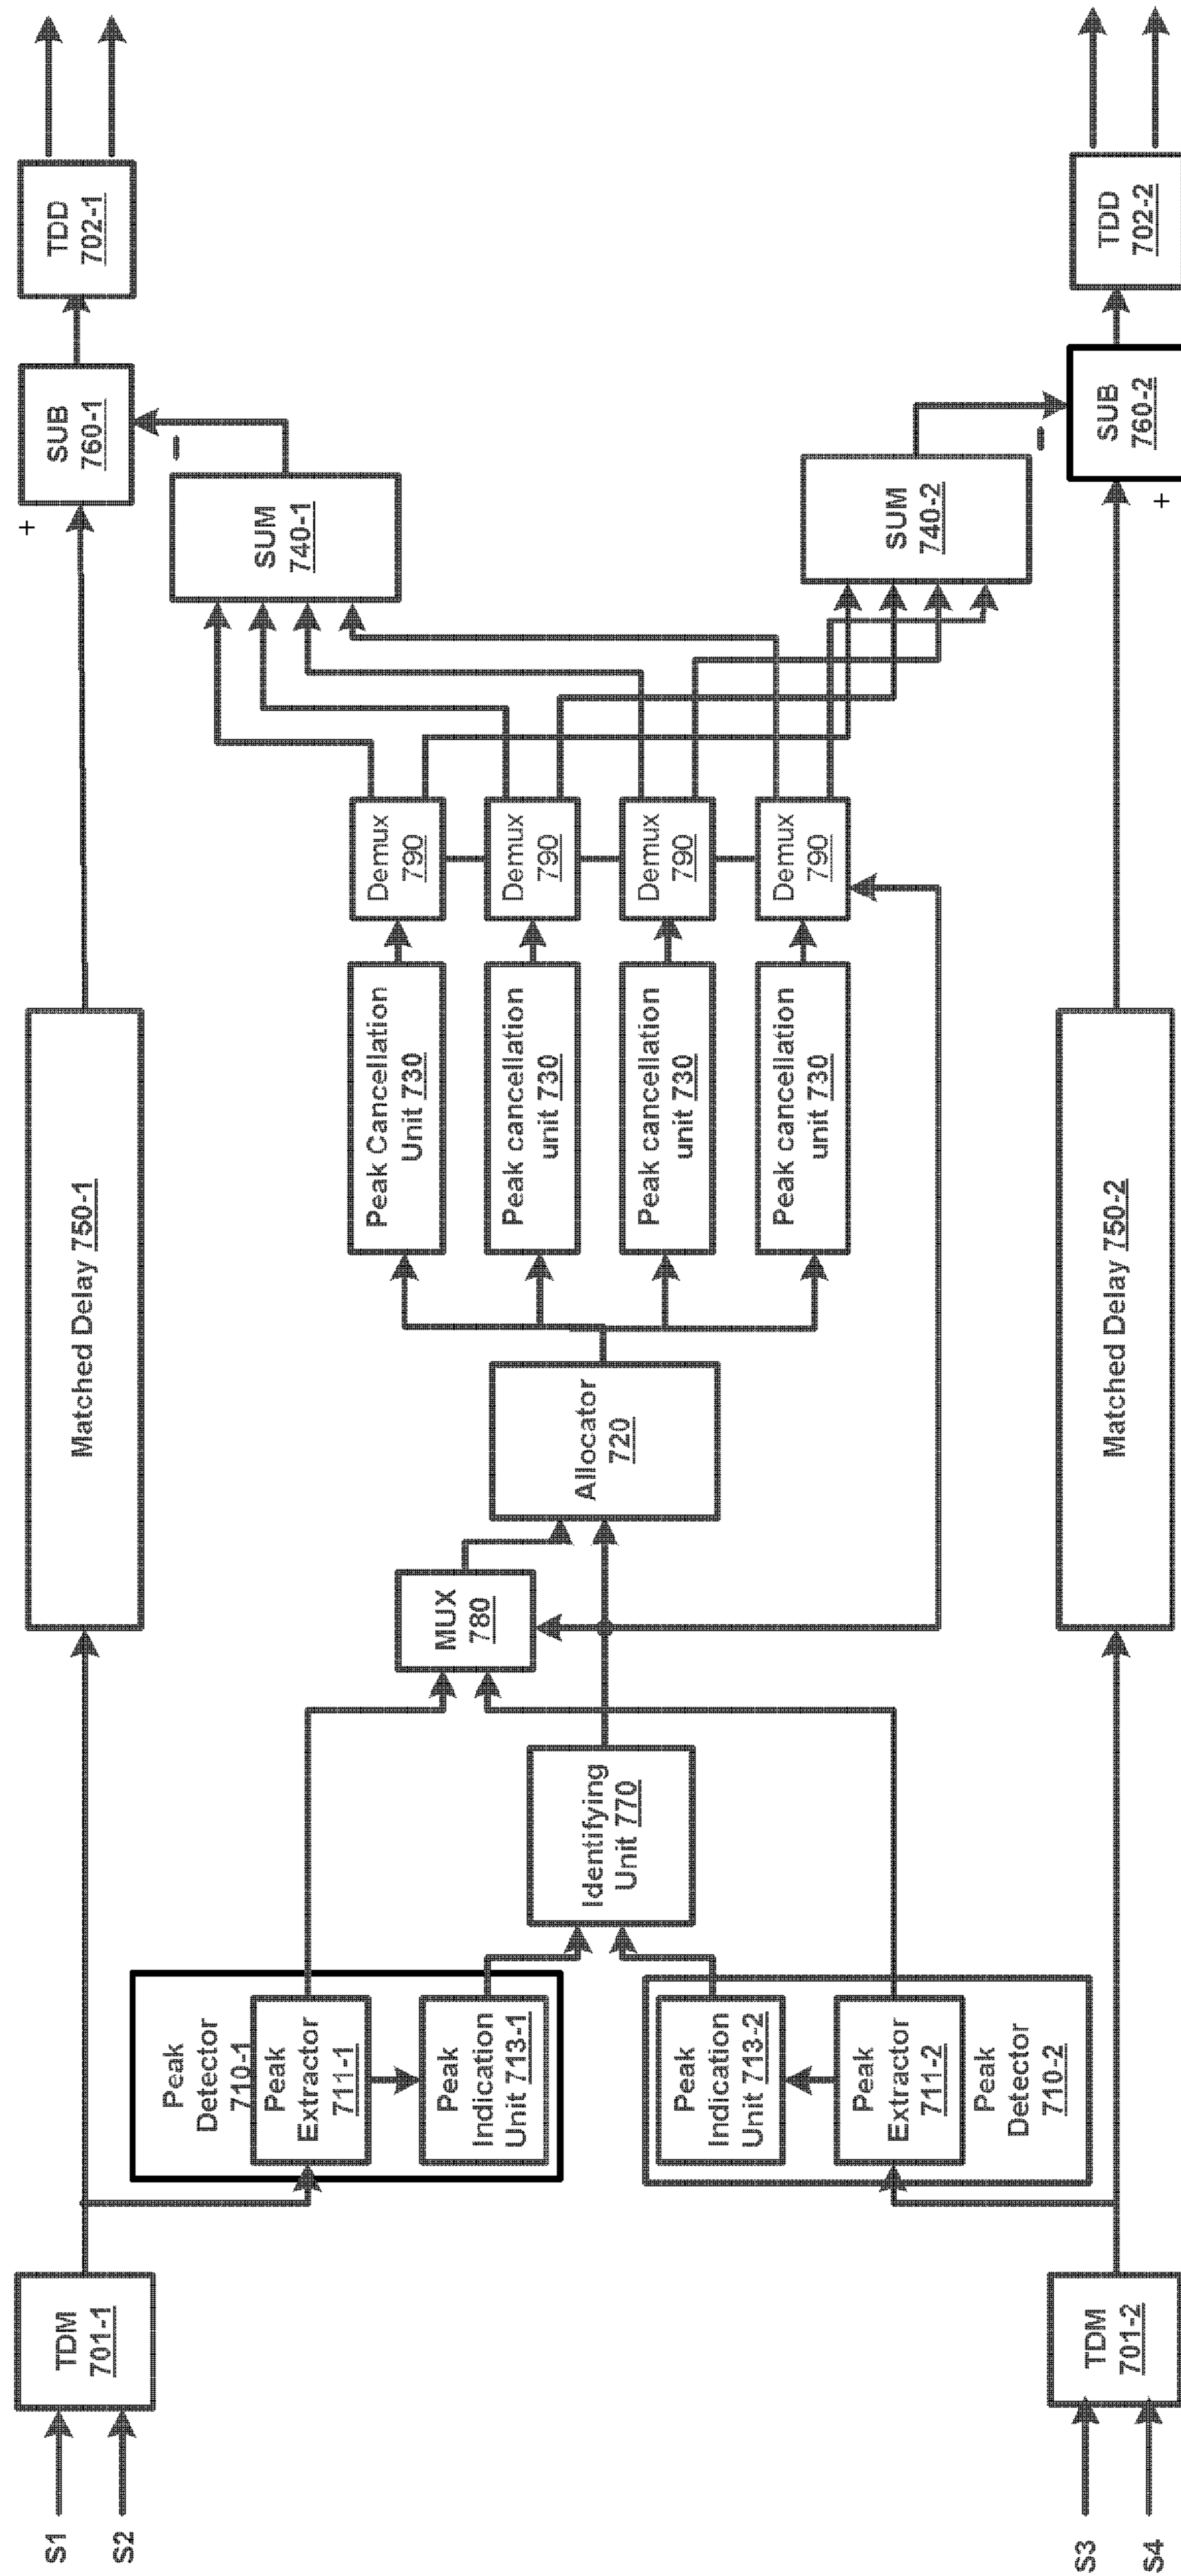 S1
S2
TDM
701-1
Matched Delay 750-1
+
SUB
760-1
TDD
702-1
Peak
Detector
710-1
Peak
Extractor
711-1
Peak
Indication
Unit 713-1
MUX
780
Identifying
Unit 770
Allocator
720
Peak Cancellation
Unit 730
Peak cancellation
unit 730
Peak cancellation
unit 730
Peak cancellation
unit 730
Demux
790
Demux
790
Demux
790
Demux
790
SUM
740-1
–
SUM
740-2
–
Peak
Indication
Unit 713-2
Peak
Extractor
711-2
Peak
Detector
710-2
S3
S4
TDM
701-2
Matched Delay 750-2
+
SUB
760-2
TDD
702-2